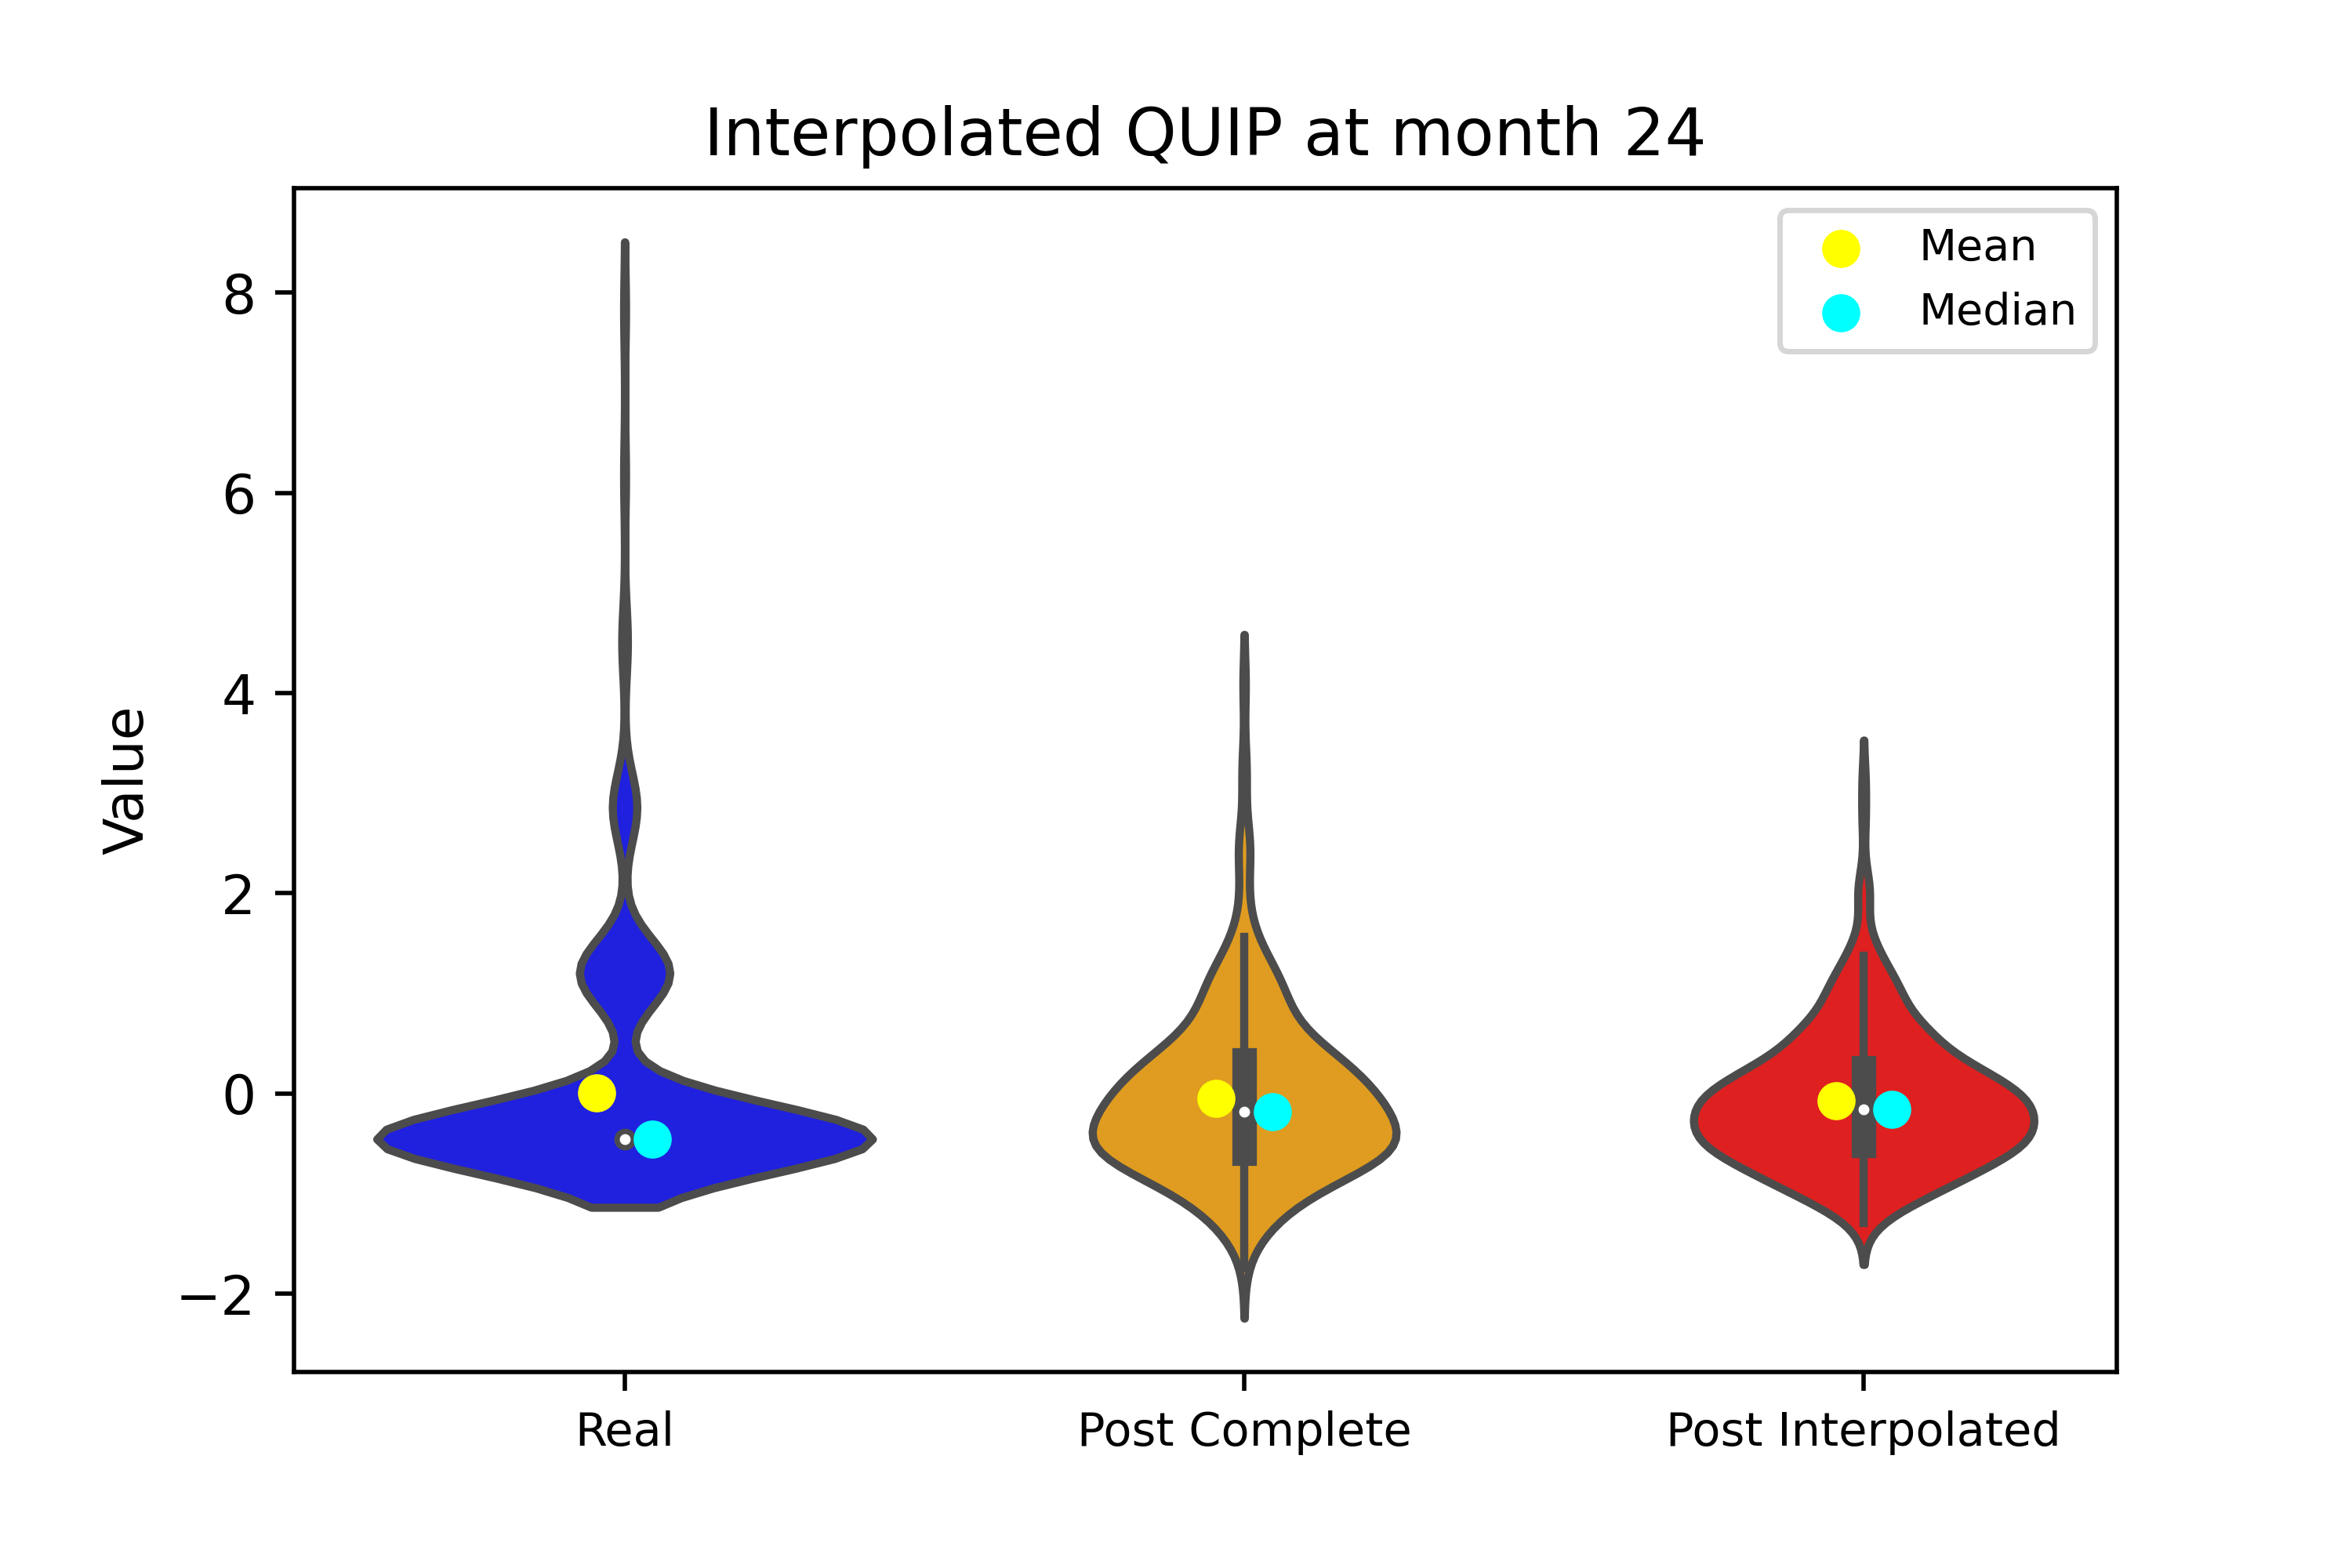 Interpolated QUIP at month 24
Mean
Median
8
6
4
2
0
−2
Value
Real
Post Complete
Post Interpolated